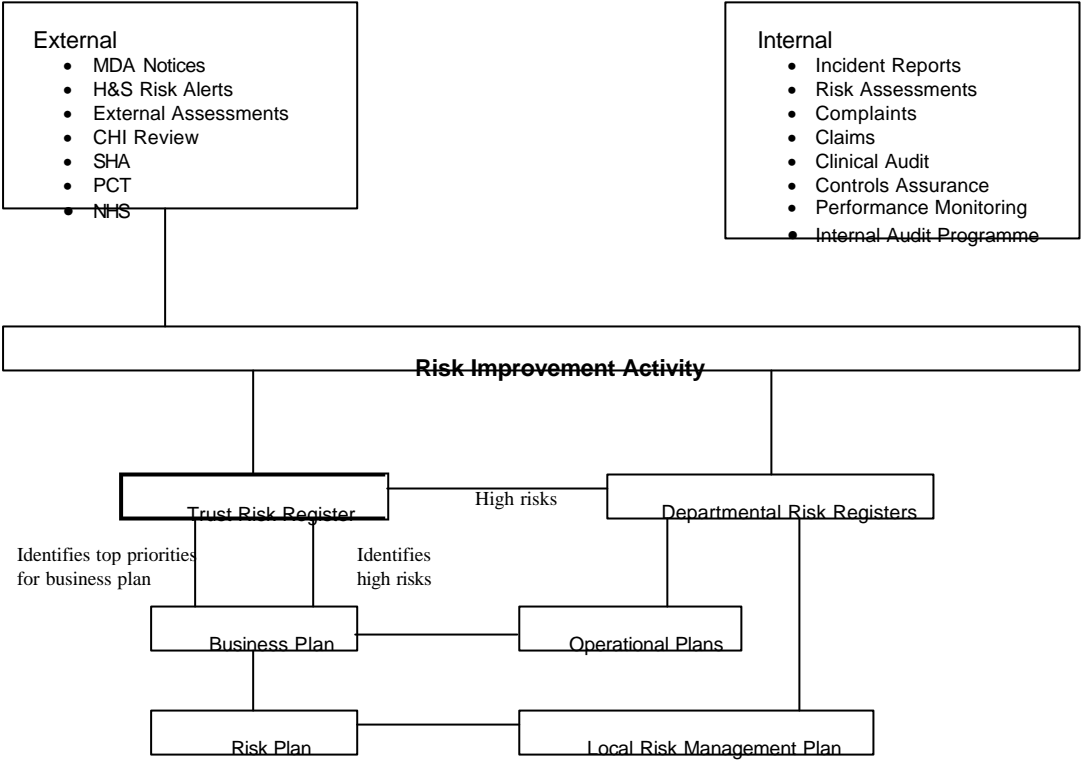 External
• MDA Notices
• H&S Risk Alerts
• External Assessments
• CHI Review
• SHA
• PCT
• NHS
Internal
• Incident Reports
• Risk Assessments
• Complaints
• Claims
• Clinical Audit
• Controls Assurance
• Performance Monitoring
• Internal Audit Programme
Risk Improvement Activity
Trust Risk Register
High risks
Departmental Risk Registers
Identifies top priorities
for business plan
Identifies
high risks
Business Plan
Operational Plans
Risk Plan
Local Risk Management Plan